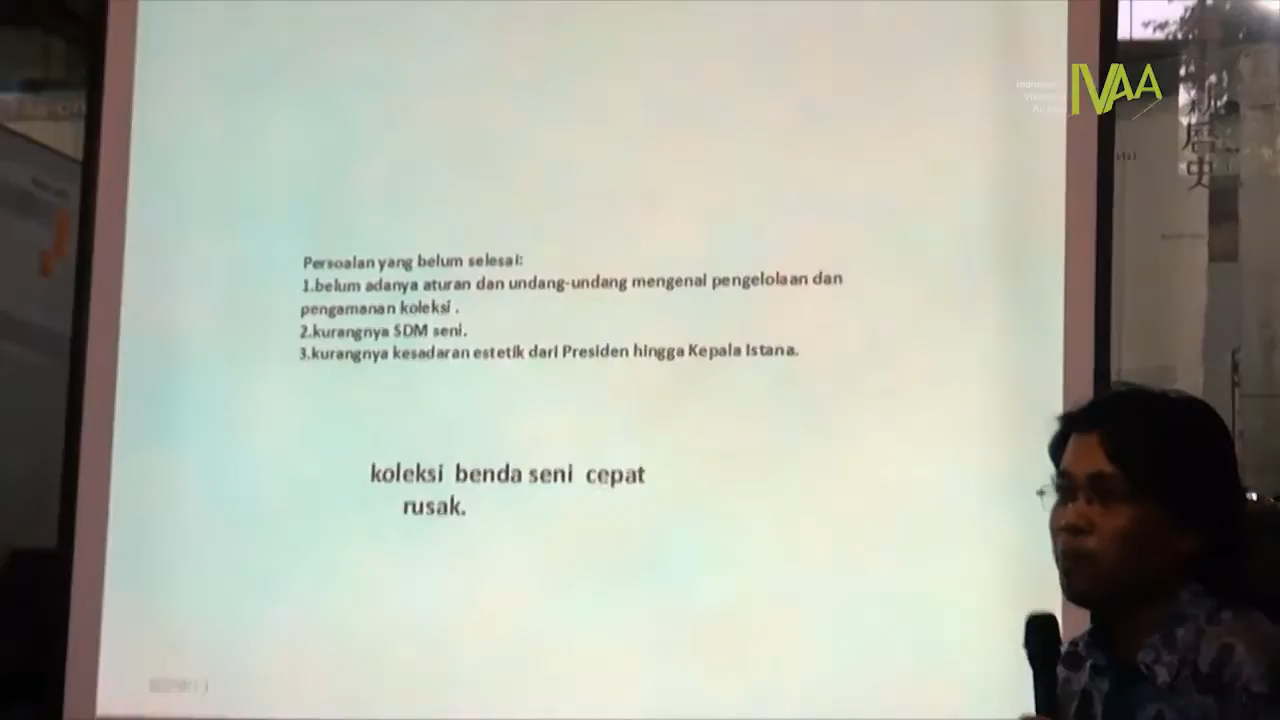 IVAA
Persoalan yang belum selesai:
1.belum adanya aturan dan undang-undang mengenai pengelolaan dan
pengamanan koleksi .
2.kurangnya SDM seni.
3.kurangnya kesadaran estetik dari Presiden hingga Kepala Istana.
koleksi benda seni cepat
rusak.